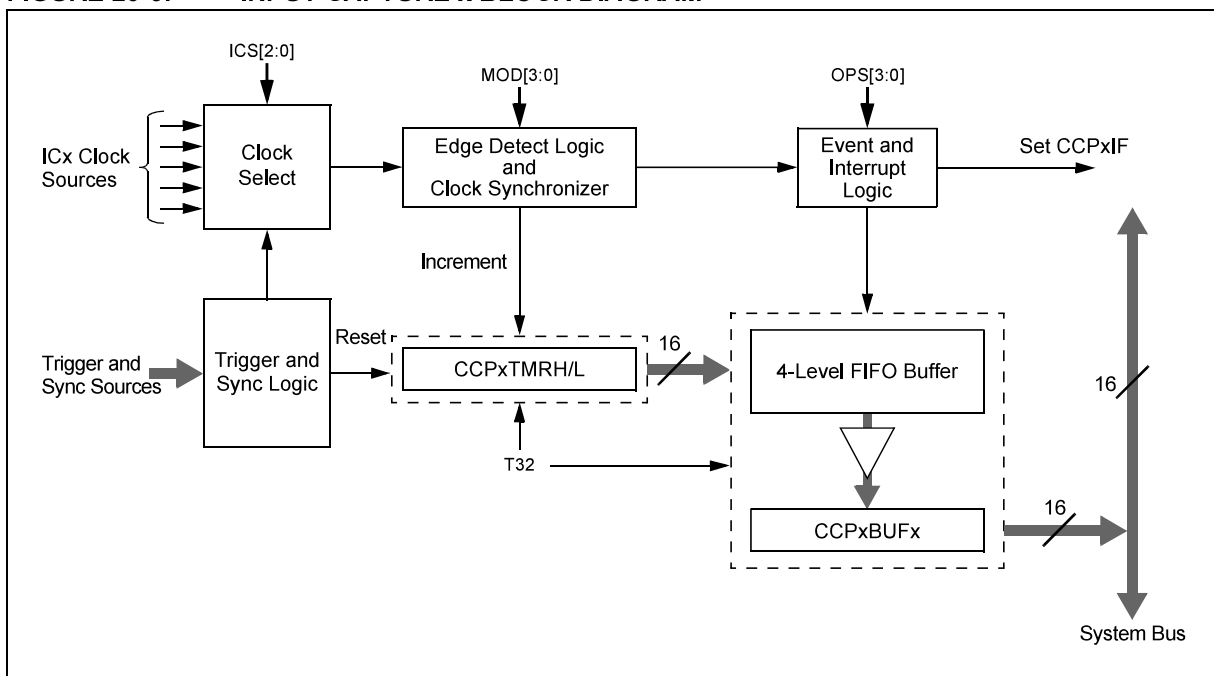 ICS[2:0]
MOD[3:0]
OPS[3:0]
ICx Clock
Sources
Clock
Select
Edge Detect Logic
and
Clock Synchronizer
Event and
Interrupt
Logic
Set CCPxIF
Increment
Reset
Trigger and
Sync Sources
Trigger and
Sync Logic
CCPxTMRH/L
16
4-Level FIFO Buffer
16
T32
CCPxBUFx
16
System Bus